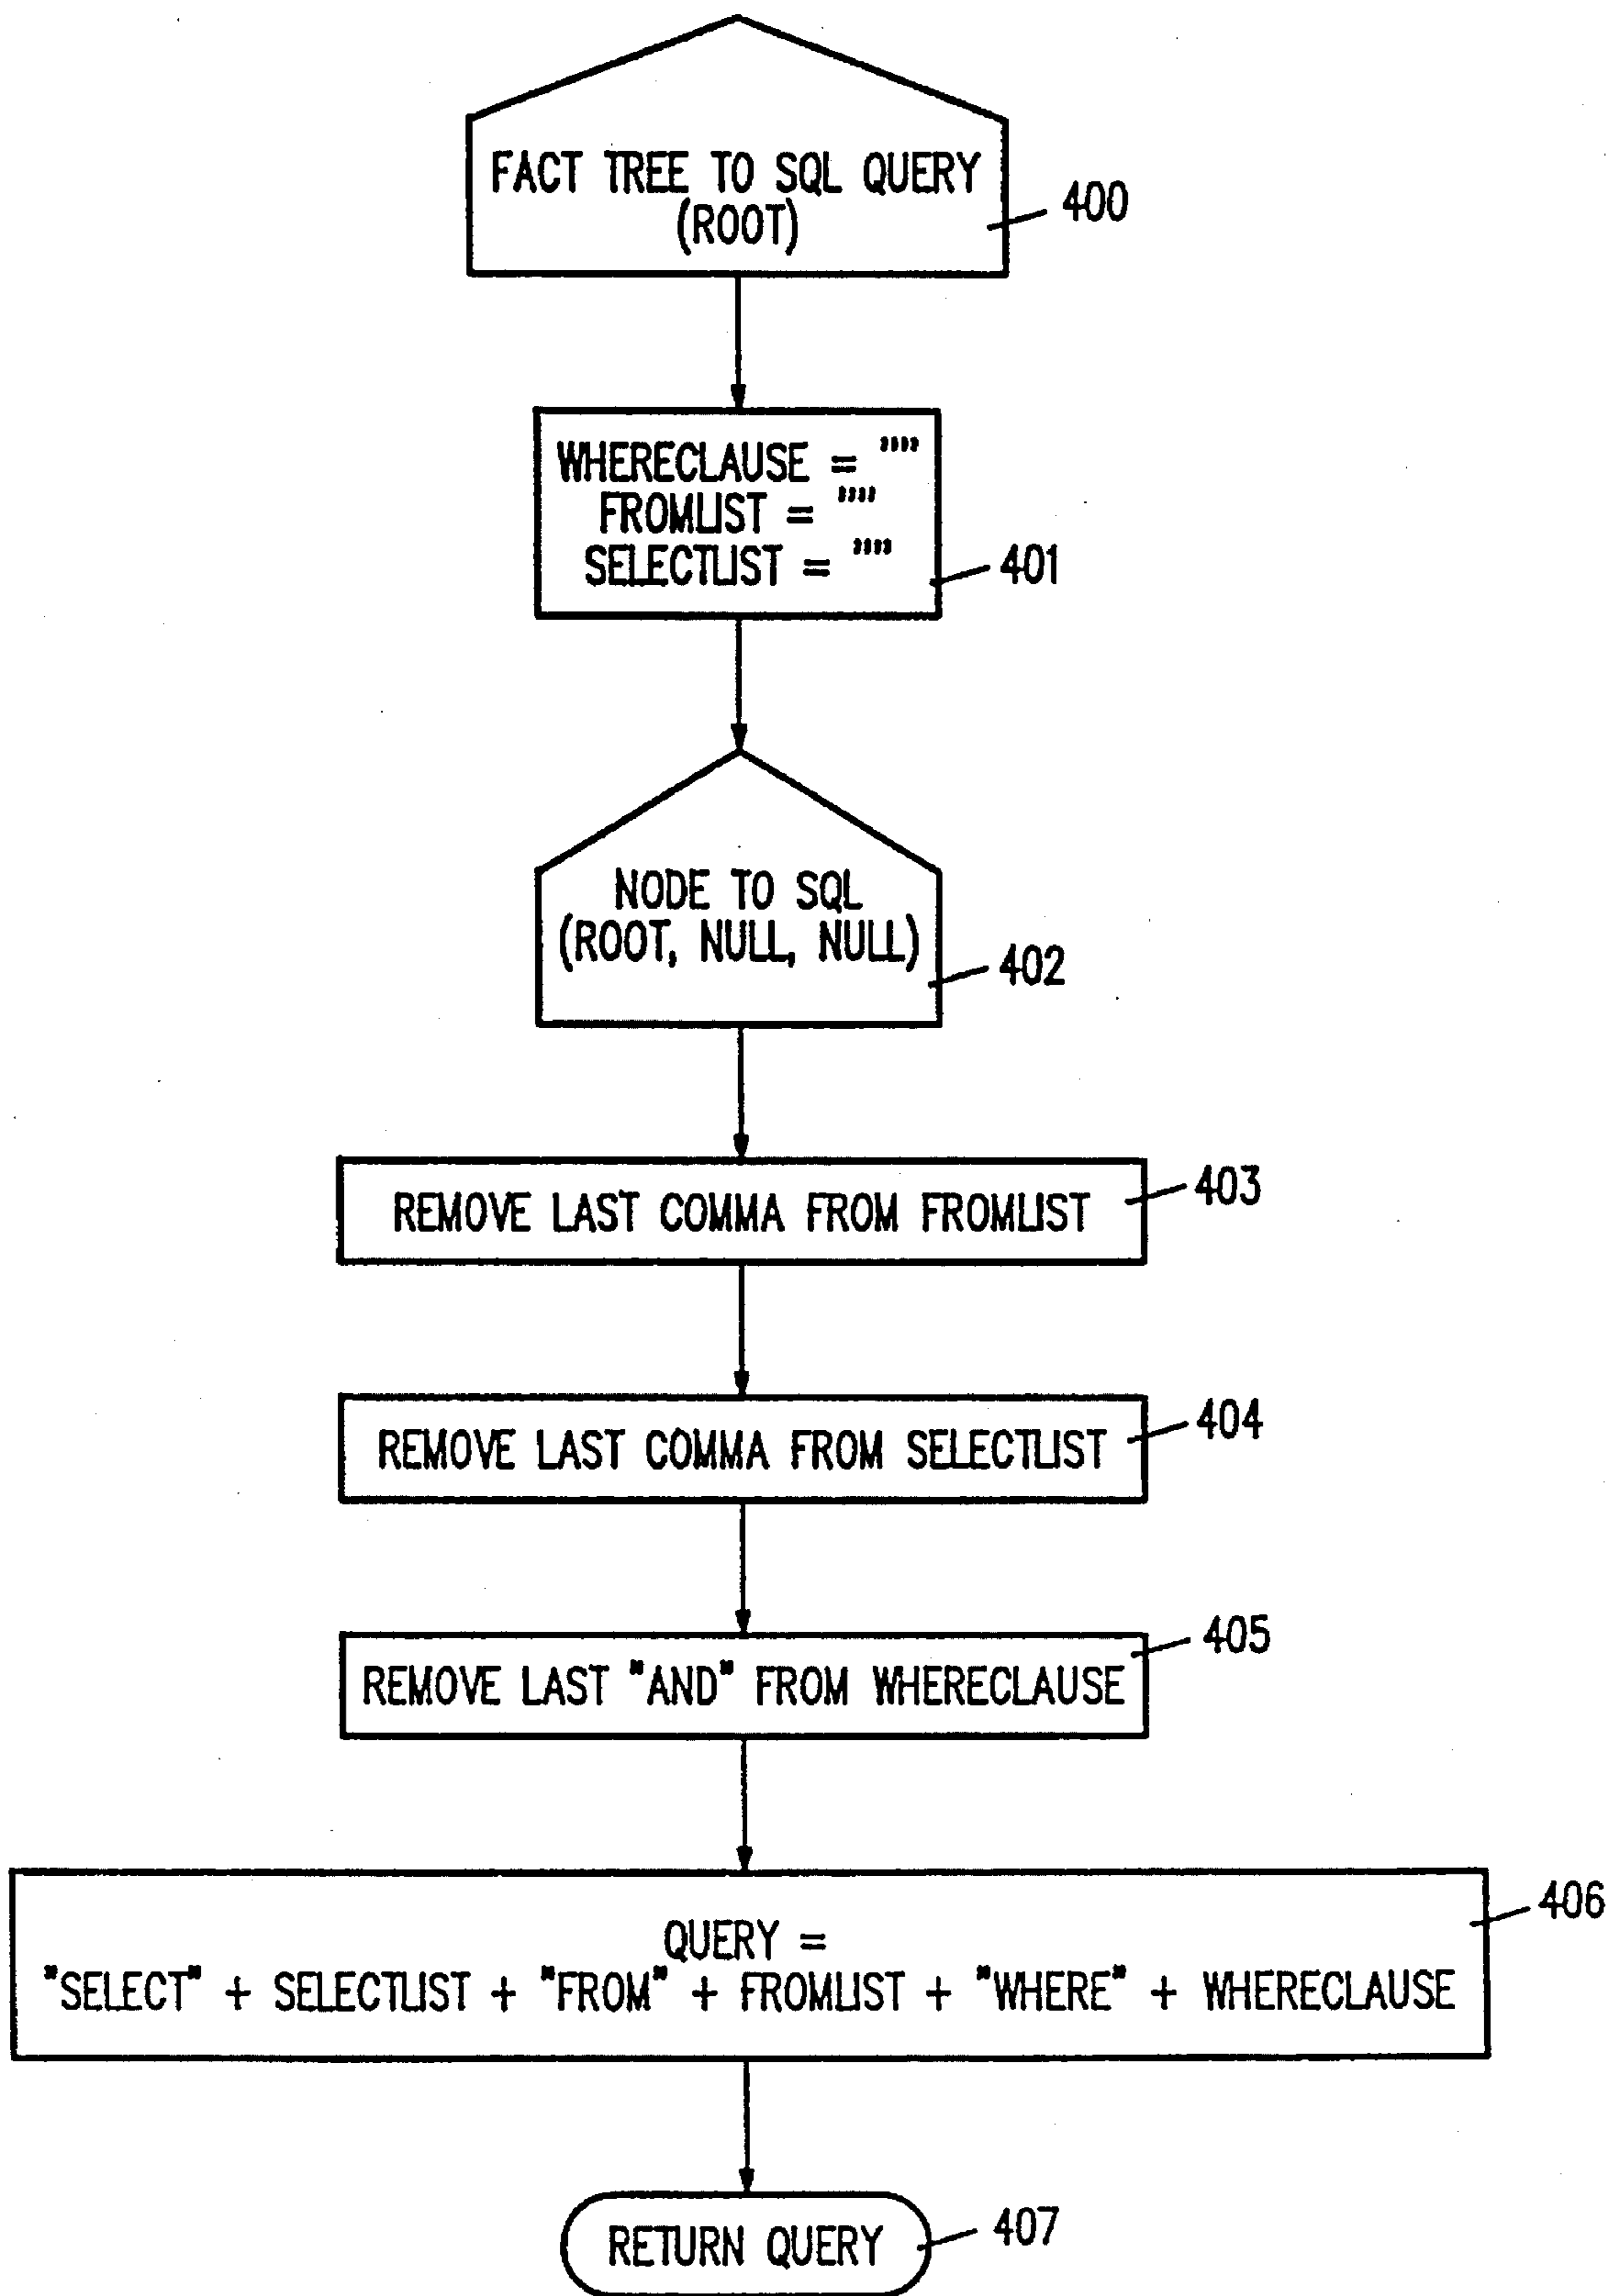 FACT TREE TO SQL QUERY
(ROOT)
400
WHERECLAUSE = ""
FROMLIST = ""
SELECTLIST = ""
401
NODE TO SQL
(ROOT, NULL, NULL)
402
REMOVE LAST COMMA FROM FROMLIST
403
REMOVE LAST COMMA FROM SELECTLIST
404
REMOVE LAST "AND" FROM WHERECLAUSE
405
QUERY =
"SELECT" + SELECTLIST + "FROM" + FROMLIST + "WHERE" + WHERECLAUSE
406
RETURN QUERY
407